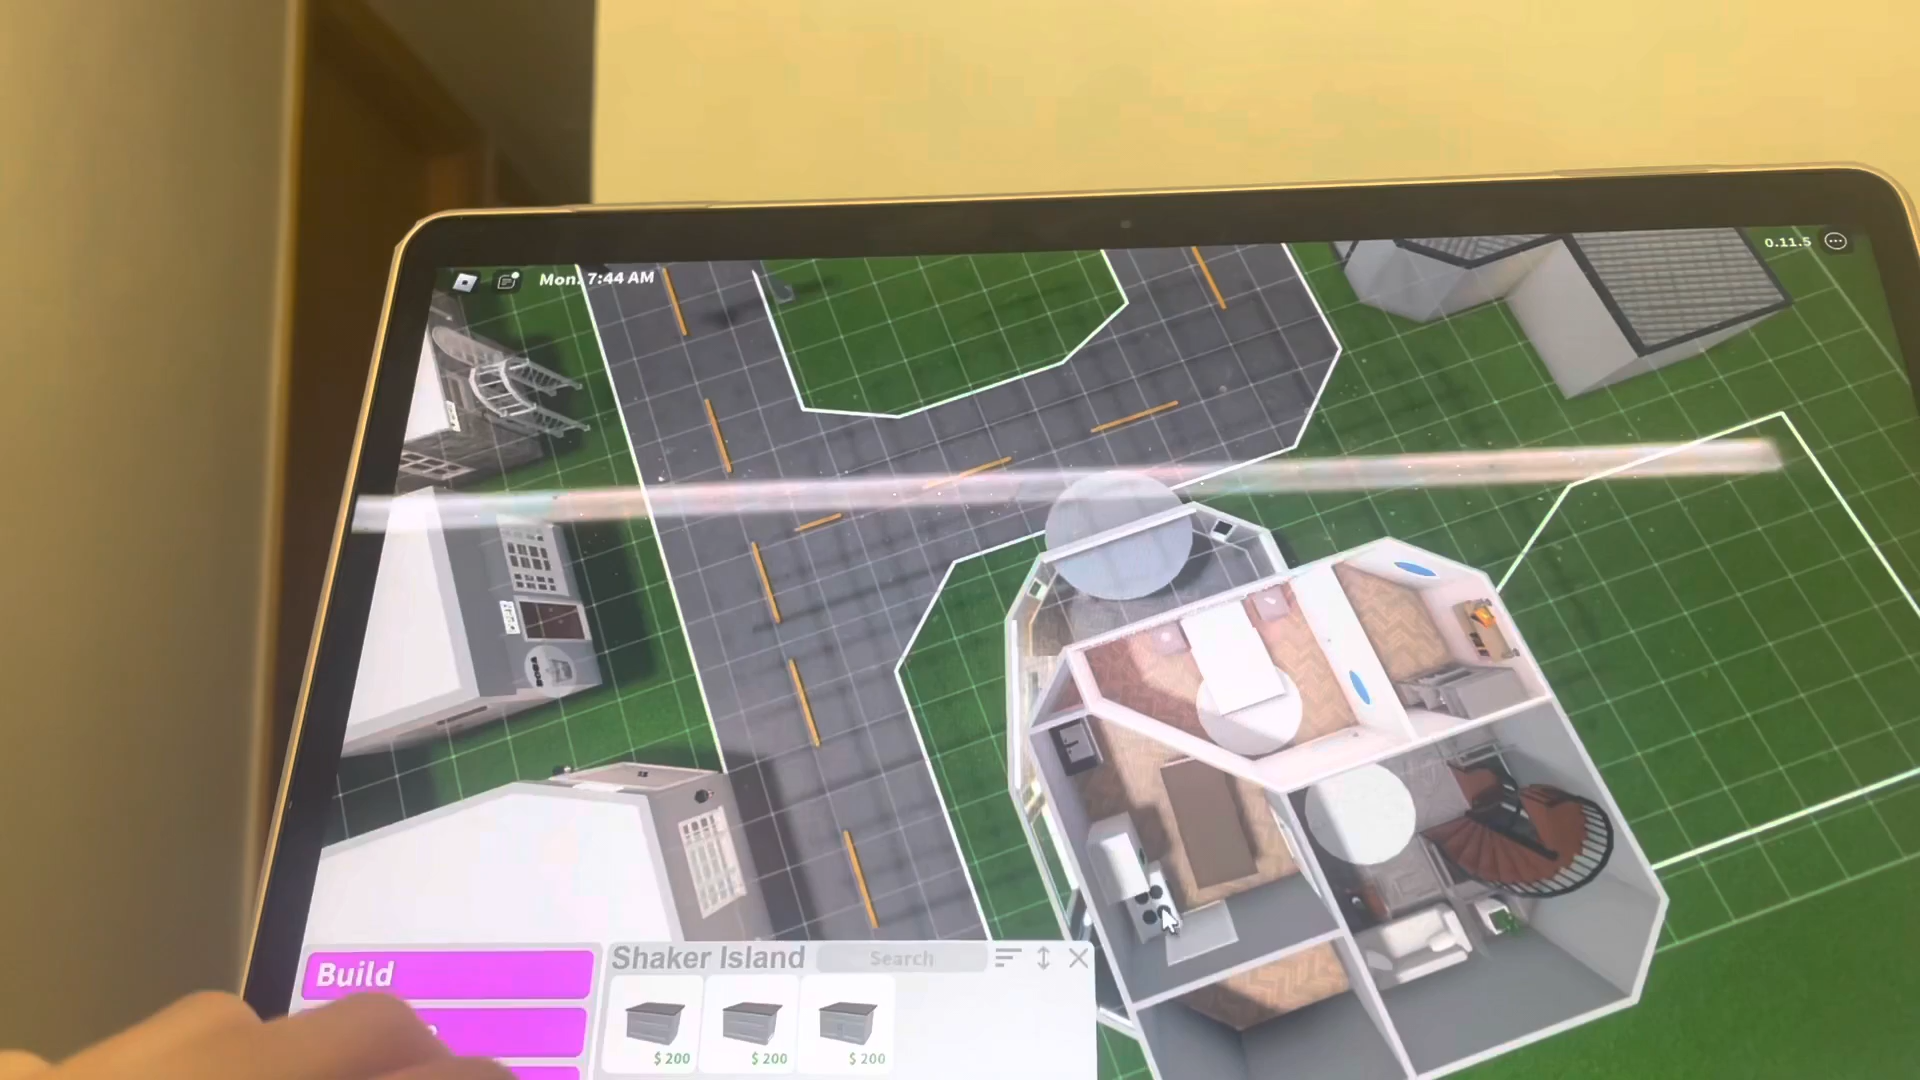 Mon. 7:44 AM
0.11.5
Build
Shaker Island
Search
$ 200
$ 200
$ 200